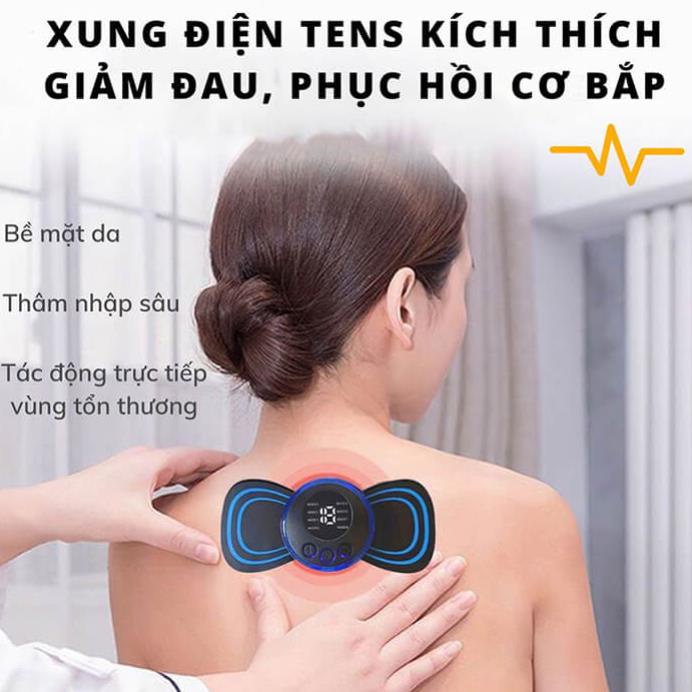 XUNG ĐIỆN TENS KÍCH THÍCH
GIẢM ĐAU, PHỤC HỒI CƠ BẮP
Bề mặt da
Thâm nhập sâu
Tác động trực tiếp
vùng tổn thương